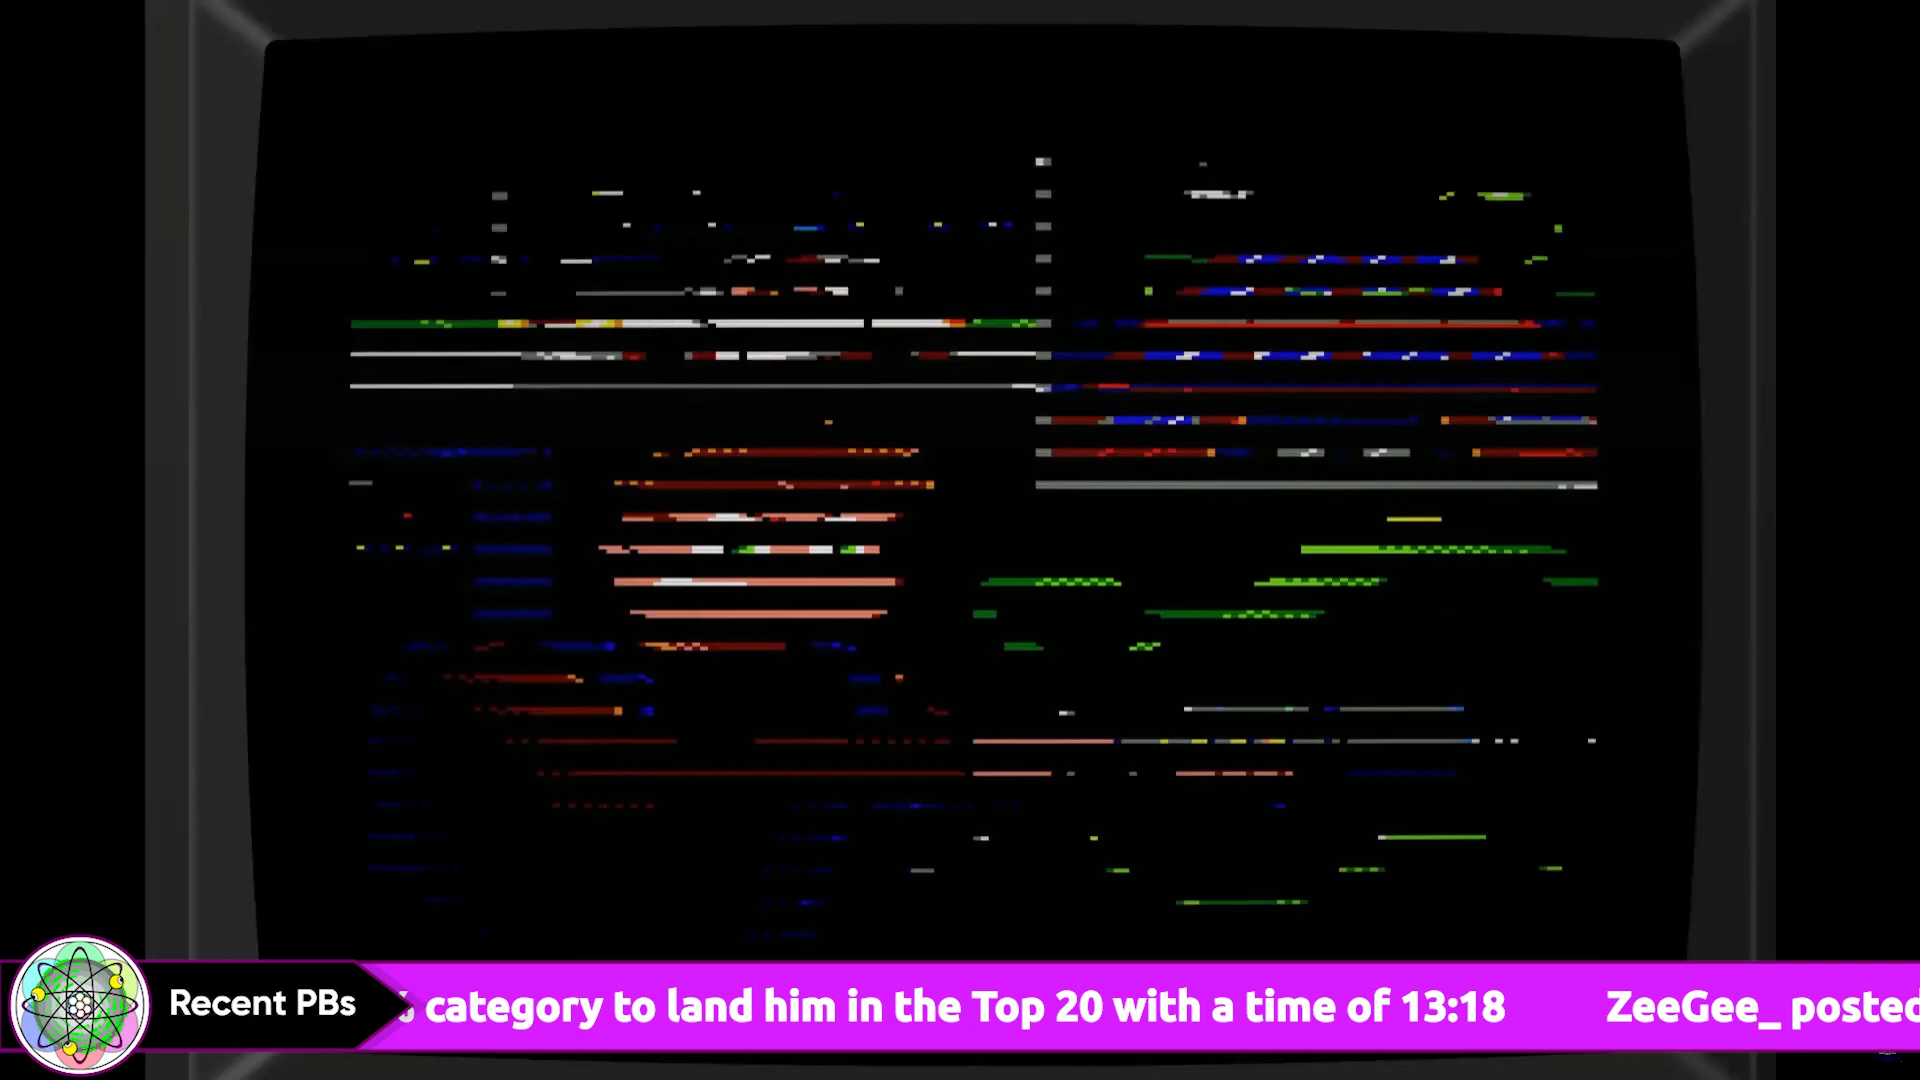 Recent PBs
% category to land him in the Top 20 with a time of 13:18
ZeeGee_ posted